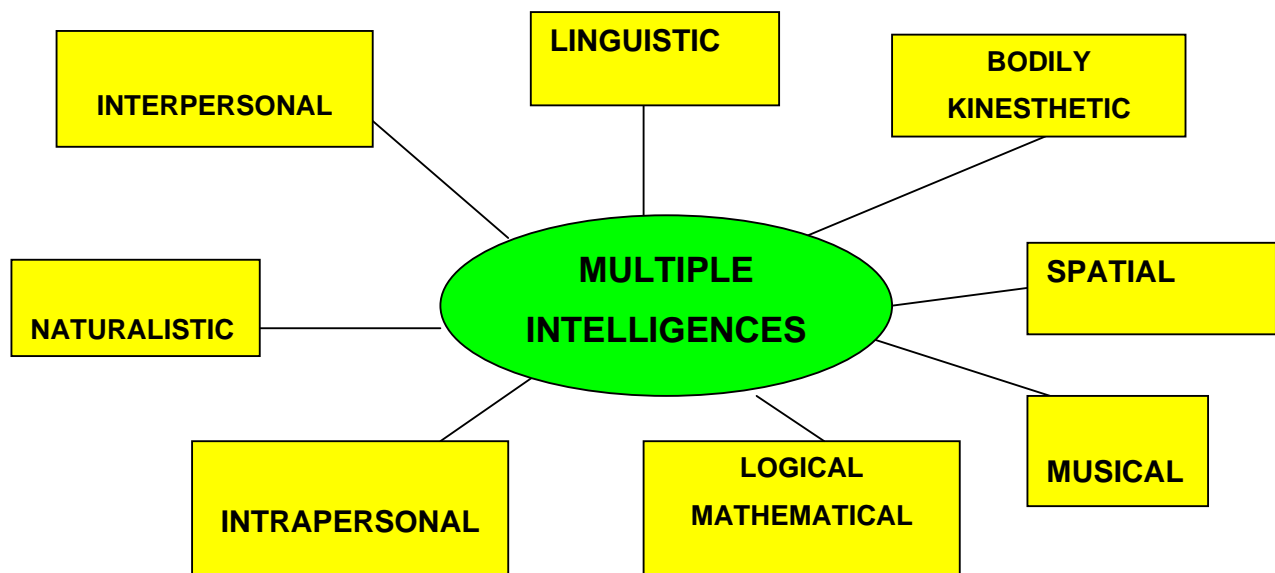 LINGUISTIC
INTERPERSONAL
BODILY
KINESTHETIC
MULTIPLE
INTELLIGENCES
SPATIAL
NATURALISTIC
MUSICAL
INTRAPERSONAL
LOGICAL
MATHEMATICAL